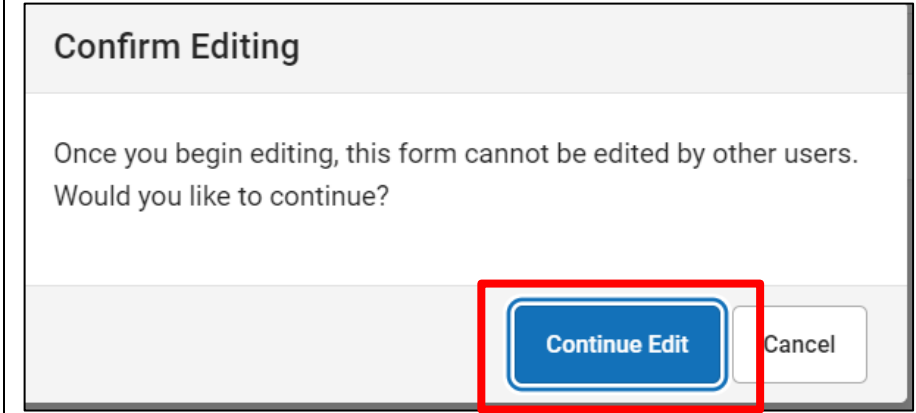 Confirm Editing
Once you begin editing, this form cannot be edited by other users.
Would you like to continue?
Continue Edit Cancel